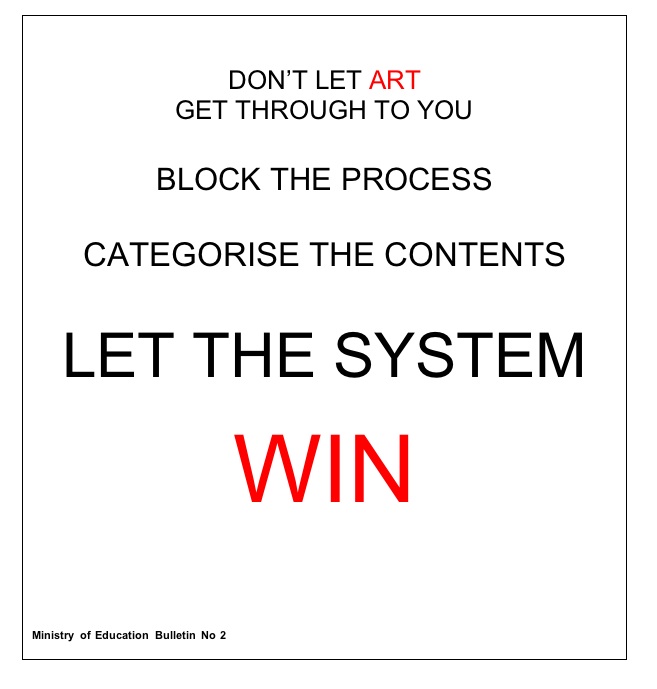 DON’T LET ART
GET THROUGH TO YOU
BLOCK THE PROCESS
CATEGORISE THE CONTENTS
LET THE SYSTEM
WIN
Ministry of Education Bulletin No 2